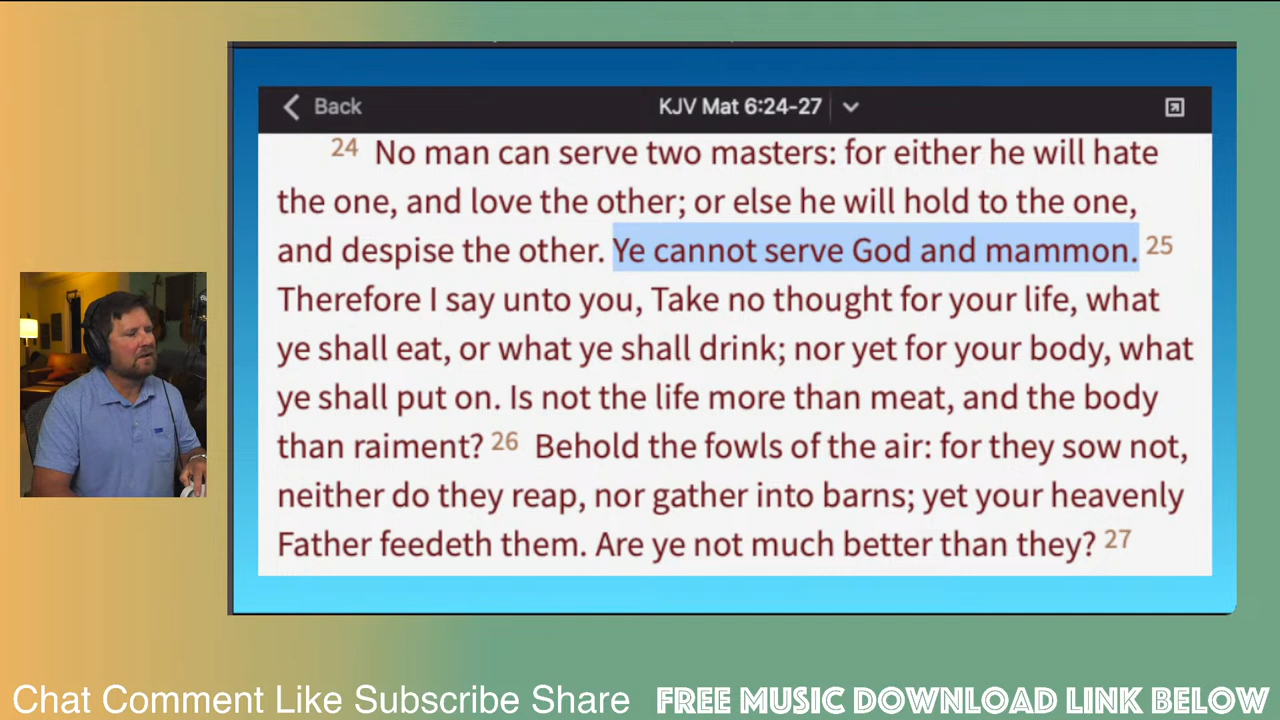 Back
KJV Mat 6:24-27
24 No man can serve two masters: for either he will hate
the one, and love the other; or else he will hold to the one,
and despise the other. Ye cannot serve God and mammon. 25
Therefore I say unto you, Take no thought for your life, what
ye shall eat, or what ye shall drink; nor yet for your body, what
ye shall put on. Is not the life more than meat, and the body
than raiment? 26 Behold the fowls of the air: for they sow not,
neither do they reap, nor gather into barns; yet your heavenly
Father feedeth them. Are ye not much better than they? 27
Chat Comment Like Subscribe Share
FREE MUSIC DOWNLOAD LINK BELOW